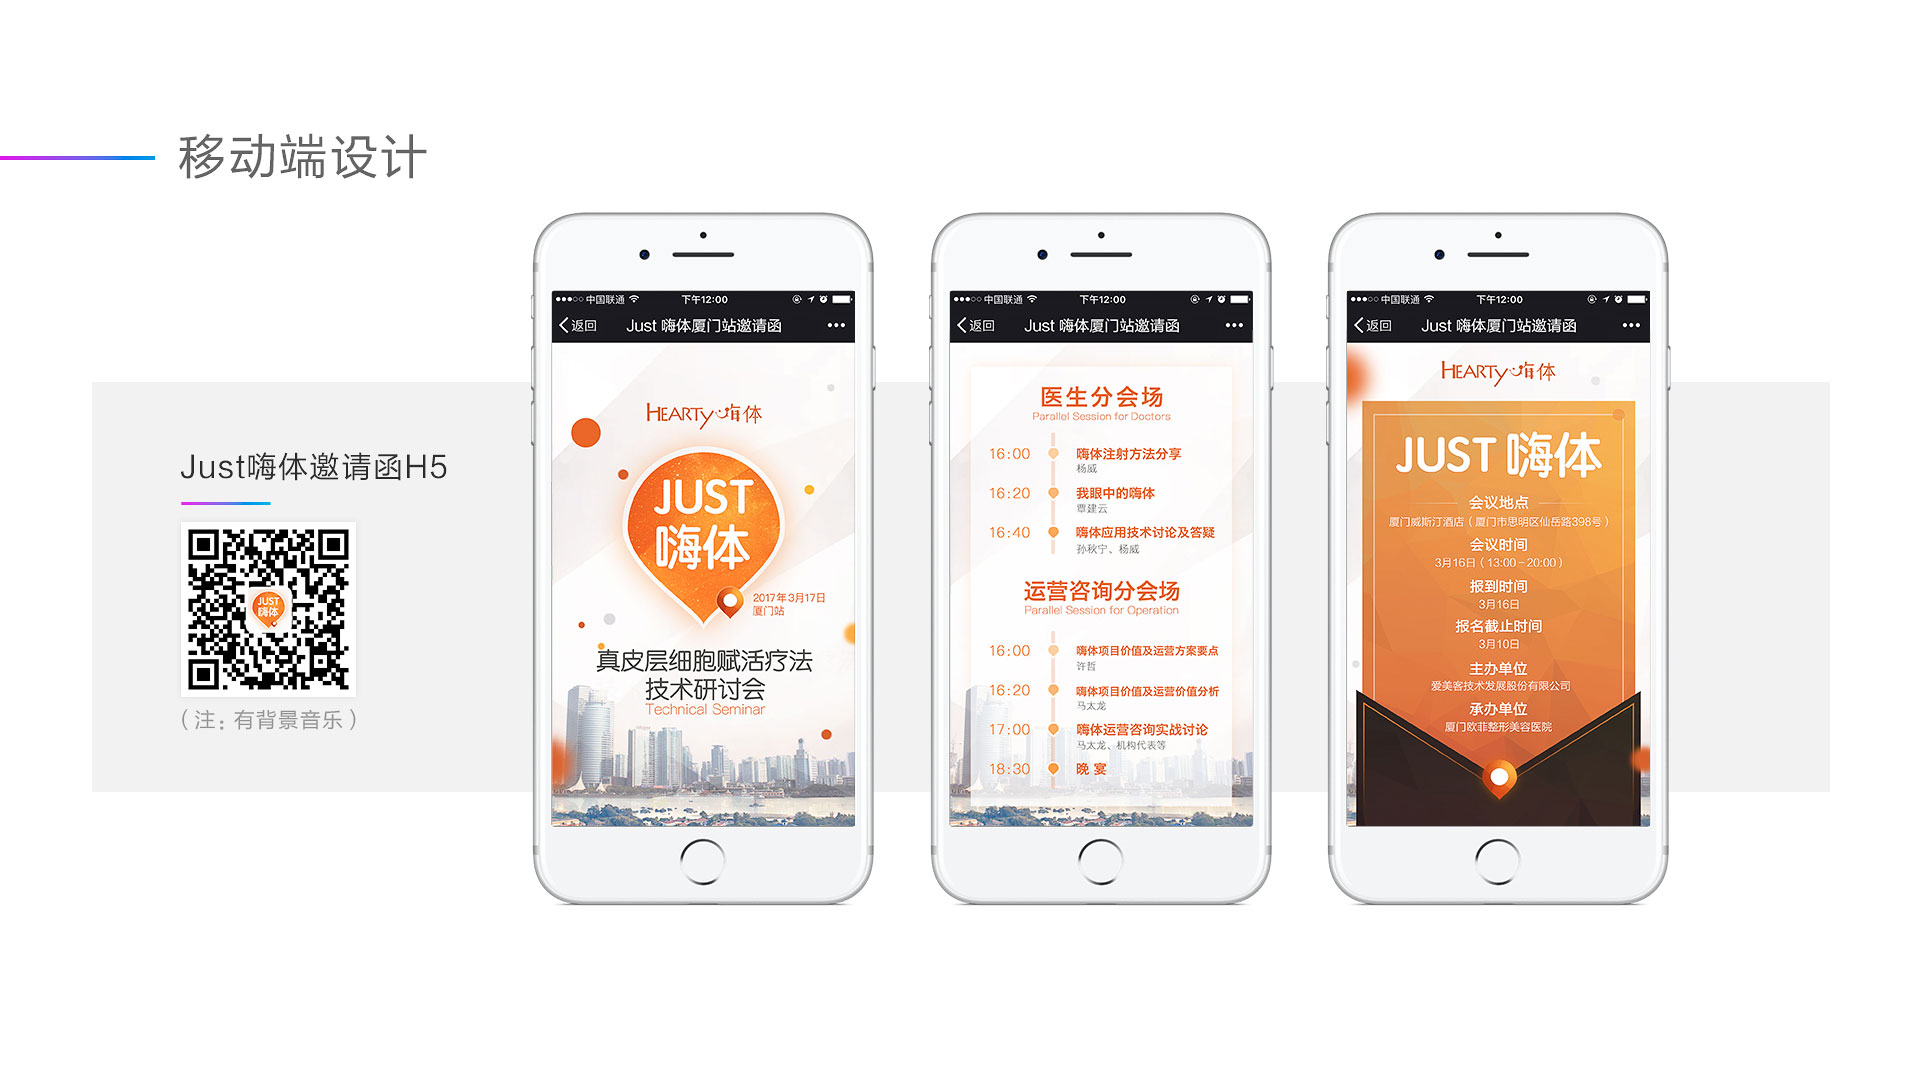 移动端设计
Just嗨体邀请函H5
JUST
嗨体
(注：有背景音乐)
中国联通
下午12:00
返回
Just 嗨体厦门站邀请函
HEARTY嗨体
JUST
嗨体
2017年3月17日
厦门站
真皮层细胞赋活疗法
技术研讨会
Technical Seminar
中国联通
下午12:00
返回
Just 嗨体厦门站邀请函
医生分会场
Parallel Session for Doctors
16:00 嗨体注射方法分享
杨威
16:20 我眼中的嗨体
覃建云
16:40 嗨体应用技术讨论及答疑
孙秋宁、杨威
运营咨询分会场
Parallel Session for Operation
16:00 嗨体项目价值及运营方案要点
许哲
16:20 嗨体项目价值及运营价值分析
马太龙
17:00 嗨体运营咨询实战讨论
马太龙、机构代表等
18:30 晚 宴
中国联通
下午12:00
返回
Just 嗨体厦门站邀请函
HEARTY嗨体
JUST 嗨体
会议地点
厦门威斯汀酒店（厦门市思明区仙岳路398号）
会议时间
3月16日（13:00－20:00）
报到时间
3月16日
报名截止时间
3月10日
主办单位
爱美客技术发展股份有限公司
承办单位
厦门欧菲整形美容医院